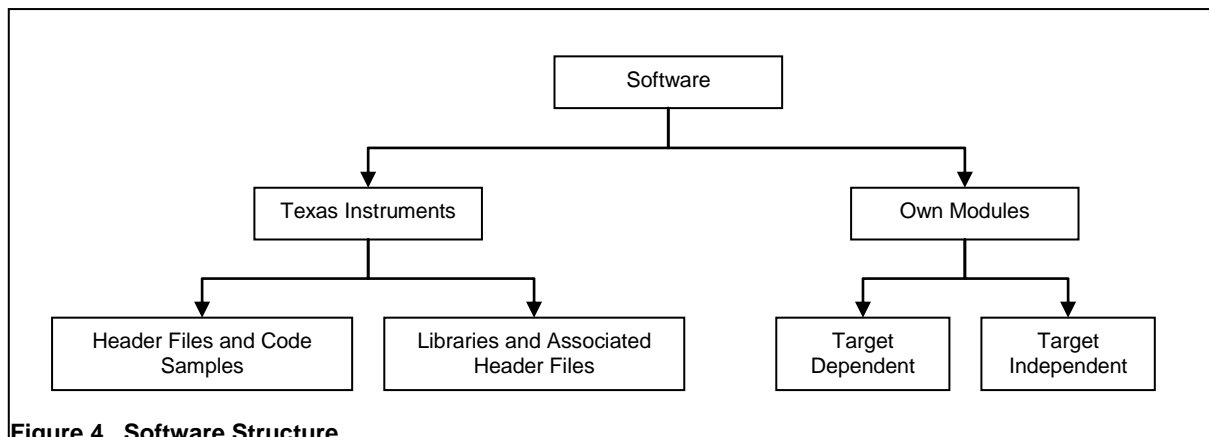 Software
Texas Instruments
Own Modules
Header Files and Code
Samples
Libraries and Associated
Header Files
Target
Dependent
Target
Independent
Figure 4. Software Structure